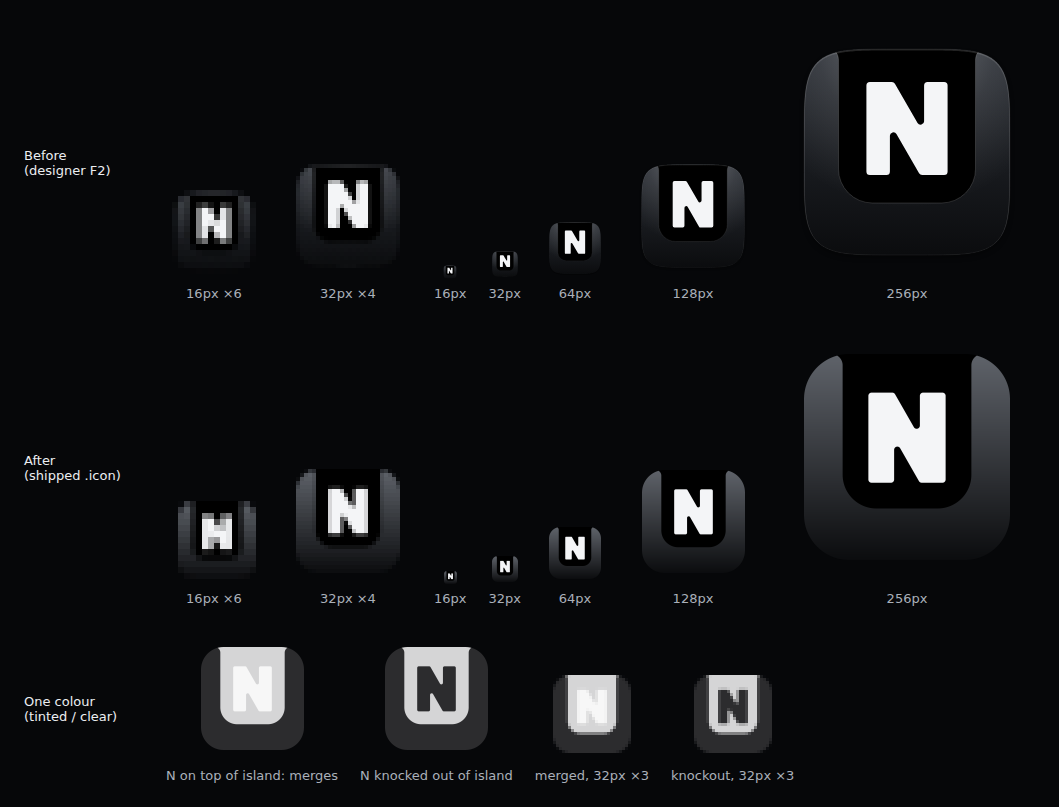 N
Before
(designer F2)
N
N
N
N
N
N
16px ×6
32px ×4
16px
32px
64px
128px
256px
N
After
(shipped .icon)
N
N
N
N
N
N
16px ×6
32px ×4
16px
32px
64px
128px
256px
N
N
N
N
One colour
(tinted / clear)
N on top of island: merges
N knocked out of island
merged, 32px ×3
knockout, 32px ×3